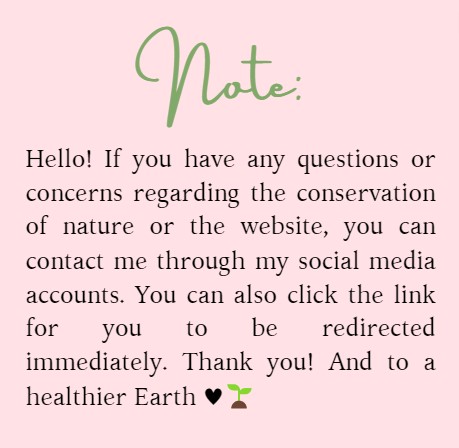 Note:
Hello! If you have any questions or
concerns regarding the conservation
of nature or the website, you can
contact me through my social media
accounts. You can also click the link
for you to be redirected
immediately. Thank you! And to a
healthier Earth ♥🌱